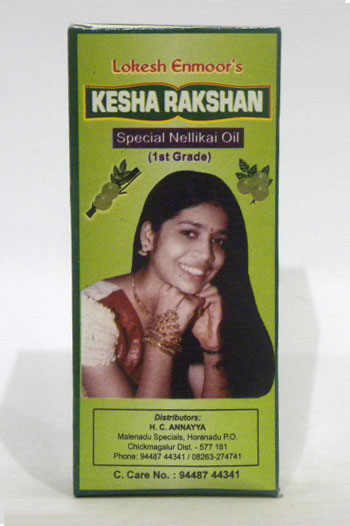 Lokesh Enmoor's
KESHA RAKSHAN
Special Nellikai Oil
(1st Grade)
Distributors:
H. C. ANNAYYA
Malenadu Specials, Horanadu P.O.
Chickmagalur Dist. - 577 181
Phone: 94487 44341 / 08263-274741
C. Care No. : 94487 44341